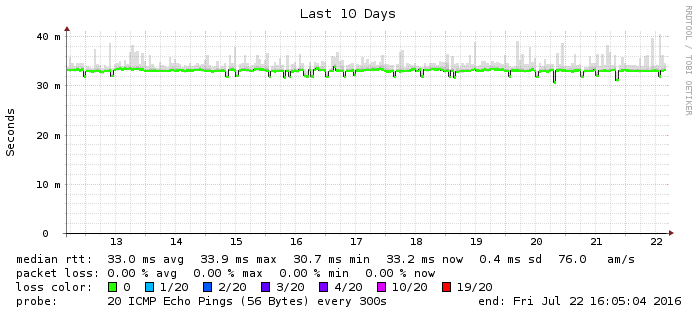 Last 10 Days
RRDTOOL / TOBI OETIKER
Seconds
40 m
30 m
20 m
10 m
0
13 14 15 16 17 18 19 20 21 22
median rtt: 33.0 ms avg 33.9 ms max 30.7 ms min 33.2 ms now 0.4 ms sd 76.0 am/s
packet loss: 0.00 % avg 0.00 % max 0.00 % min 0.00 % now
loss color: 0 1/20 2/20 3/20 4/20 10/20 19/20
probe: 20 ICMP Echo Pings (56 Bytes) every 300s end: Fri Jul 22 16:05:04 2016